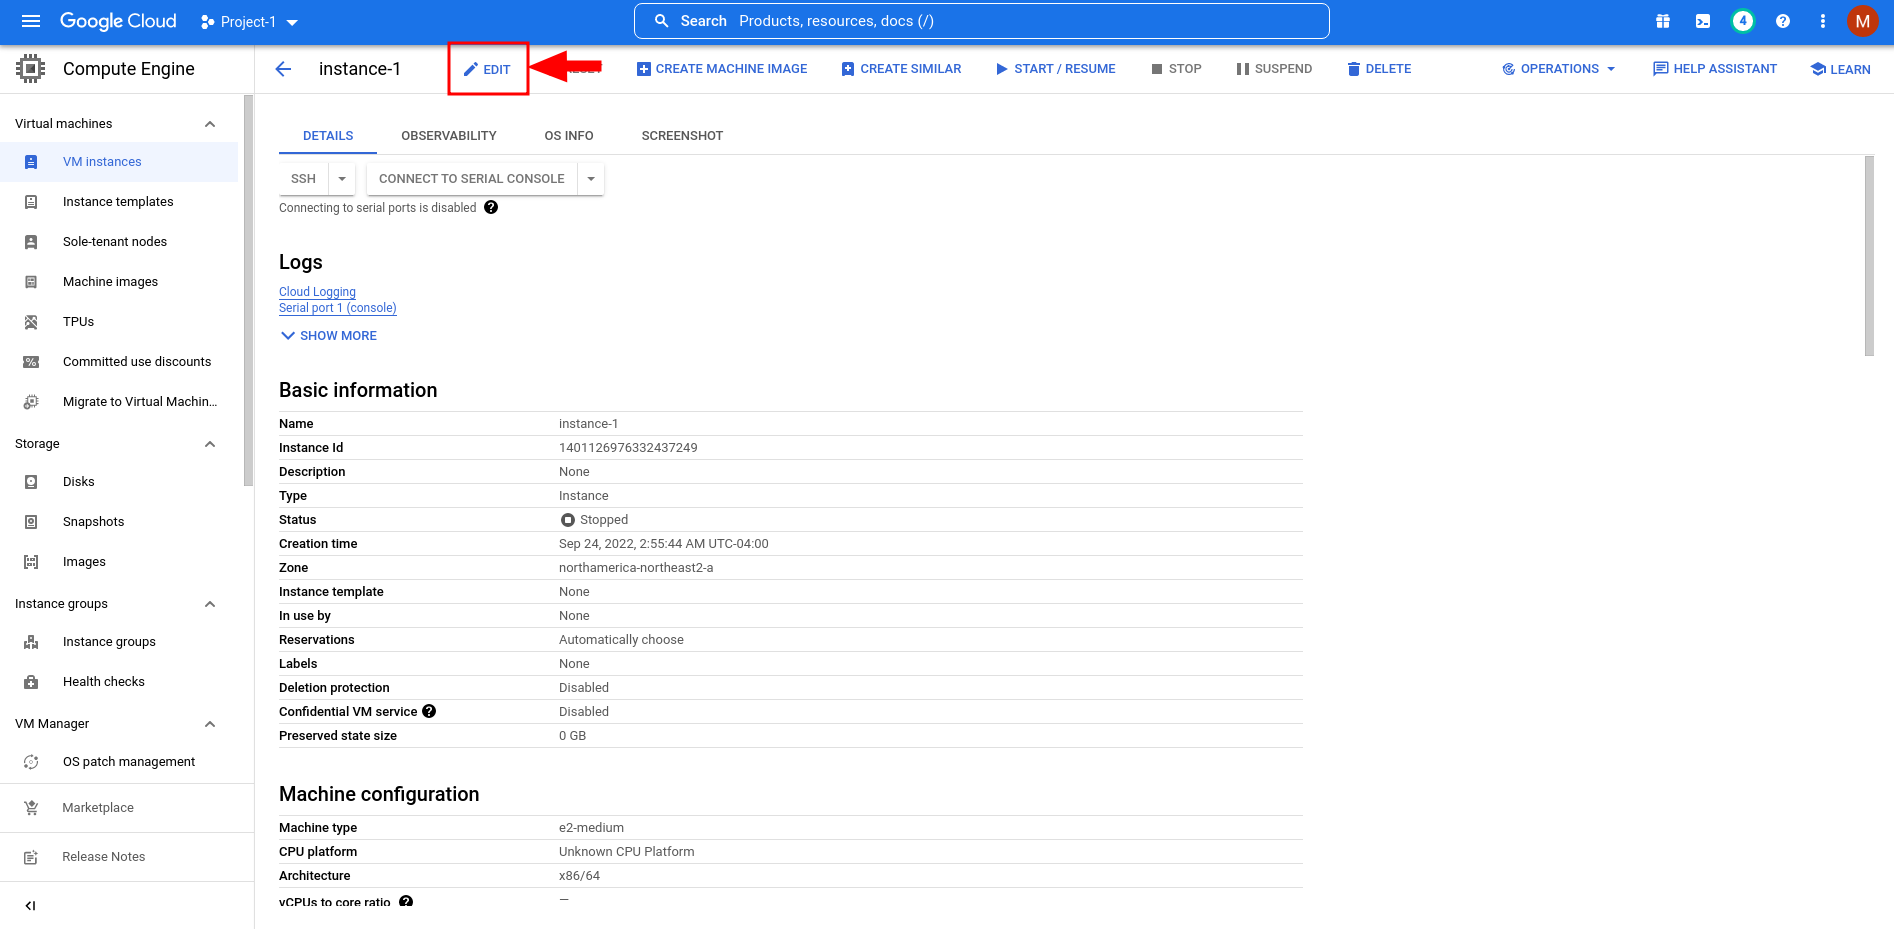 Google Cloud Project-1 Search Products, resources, docs (/) 4 M
Compute Engine
instance-1 EDIT CREATE MACHINE IMAGE CREATE SIMILAR START / RESUME STOP SUSPEND DELETE OPERATIONS HELP ASSISTANT LEARN
Virtual machines
VM instances
Instance templates
Sole-tenant nodes
Machine images
TPUs
Committed use discounts
Migrate to Virtual Machin...
Storage
Disks
Snapshots
Images
Instance groups
Instance groups
Health checks
VM Manager
OS patch management
Marketplace
Release Notes
DETAILS OBSERVABILITY OS INFO SCREENSHOT
SSH CONNECT TO SERIAL CONSOLE
Connecting to serial ports is disabled
Logs
Cloud Logging
Serial port 1 (console)
SHOW MORE
Basic information
Name instance-1
Instance Id 1401126976332437249
Description None
Type Instance
Status Stopped
Creation time Sep 24, 2022, 2:55:44 AM UTC-04:00
Zone northamerica-northeast2-a
Instance template None
In use by None
Reservations Automatically choose
Labels None
Deletion protection Disabled
Confidential VM service Disabled
Preserved state size 0 GB
Machine configuration
Machine type e2-medium
CPU platform Unknown CPU Platform
Architecture x86/64
vCPUs to core ratio —